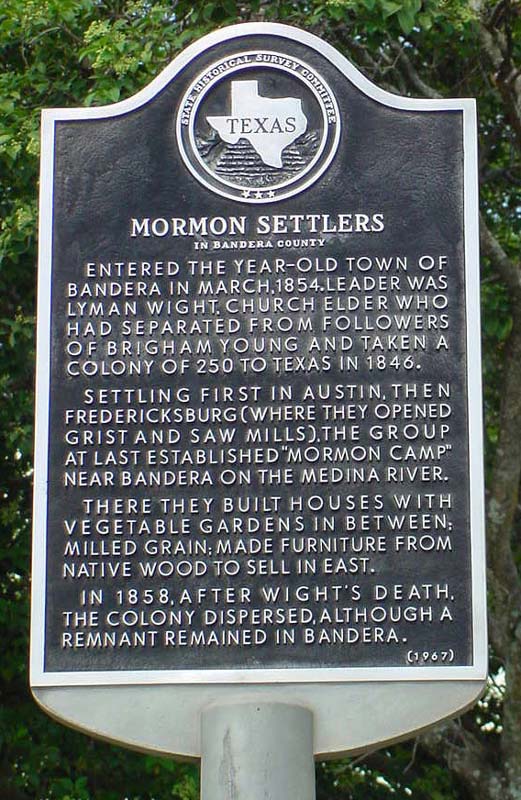 STATE HISTORICAL SURVEY COMMITTEE
TEXAS
MORMON SETTLERS
IN BANDERA COUNTY
ENTERED THE YEAR-OLD TOWN OF
BANDERA IN MARCH, 1854. LEADER WAS
LYMAN WIGHT, CHURCH ELDER WHO
HAD SEPARATED FROM FOLLOWERS
OF BRIGHAM YOUNG AND TAKEN A
COLONY OF 250 TO TEXAS IN 1846.
SETTLING FIRST IN AUSTIN, THEN
FREDERICKSBURG (WHERE THEY OPENED
GRIST AND SAW MILLS), THE GROUP
AT LAST ESTABLISHED "MORMON CAMP"
NEAR BANDERA ON THE MEDINA RIVER.
THERE THEY BUILT HOUSES WITH
VEGETABLE GARDENS IN BETWEEN;
MILLED GRAIN; MADE FURNITURE FROM
NATIVE WOOD TO SELL IN EAST.
IN 1858, AFTER WIGHT'S DEATH,
THE COLONY DISPERSED, ALTHOUGH A
REMNANT REMAINED IN BANDERA.
(1967)